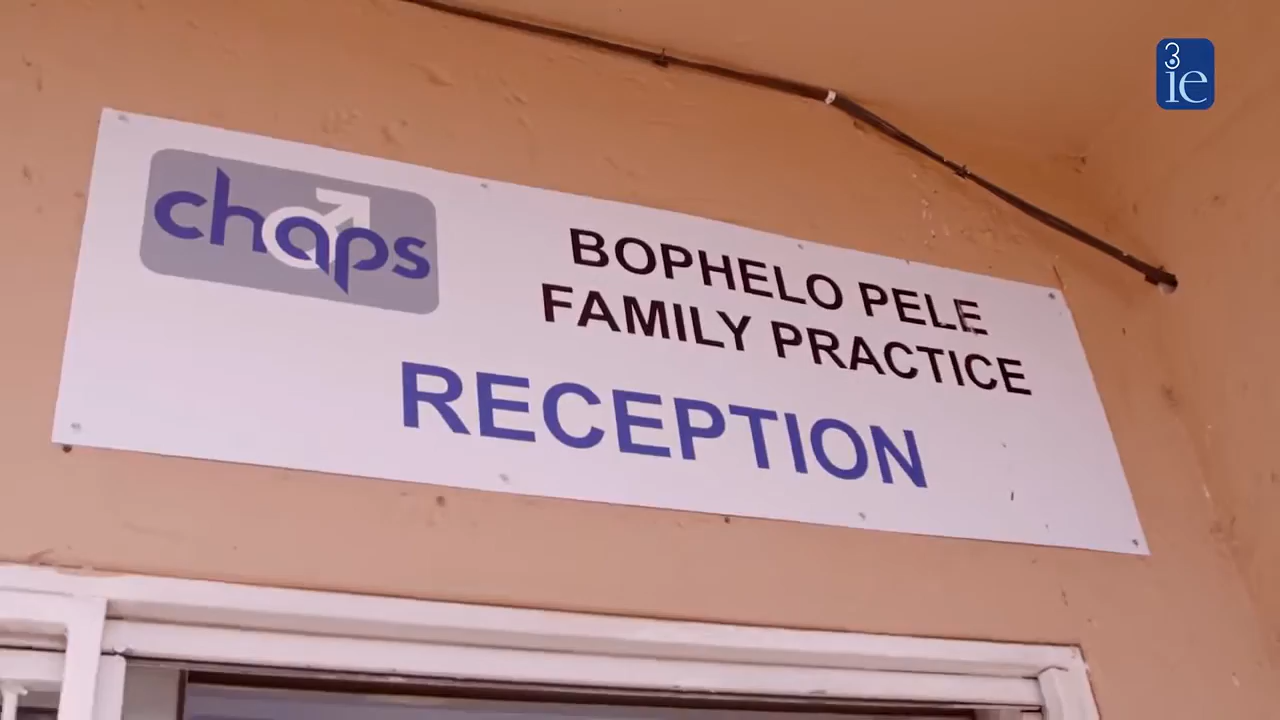 3ie
chaps
BOPHELO PELE
FAMILY PRACTICE
RECEPTION